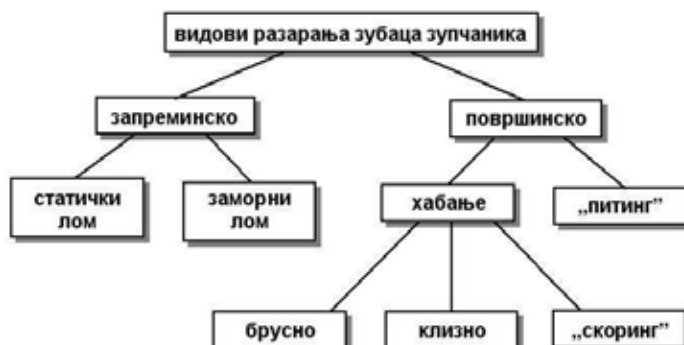 видови разарања зубаца зупчаника
запреминско
површинско
статички
лом
заморни
лом
хабање
„питинг”
брусно
клизно
„скоринг”